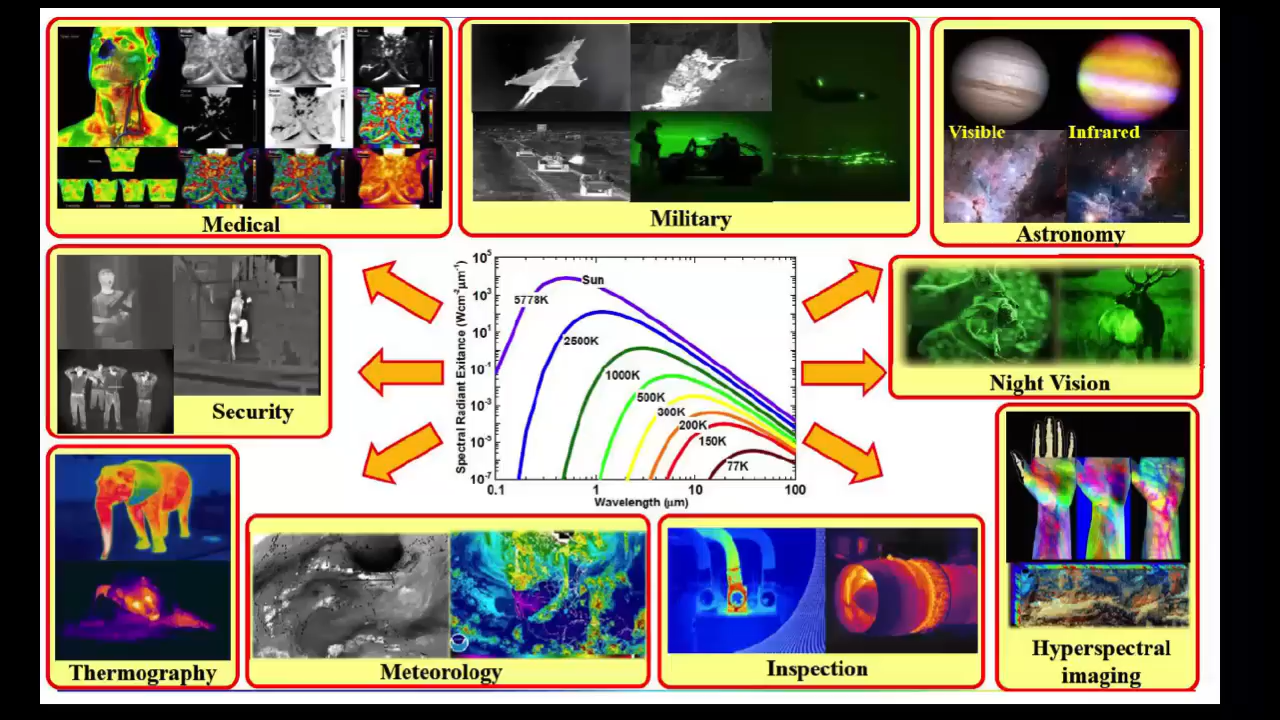 Medical
Military
Visible
Infrared
Astronomy
Security
Spectral Radiant Exitance (Wcm⁻²μm⁻¹)
10⁵
10³
10¹
10⁻¹
10⁻³
10⁻⁵
10⁻⁷
Sun
5778K
2500K
1000K
500K
300K
200K
150K
77K
0.1
1
10
100
Wavelength (μm)
Night Vision
Thermography
Meteorology
Inspection
Hyperspectral
imaging